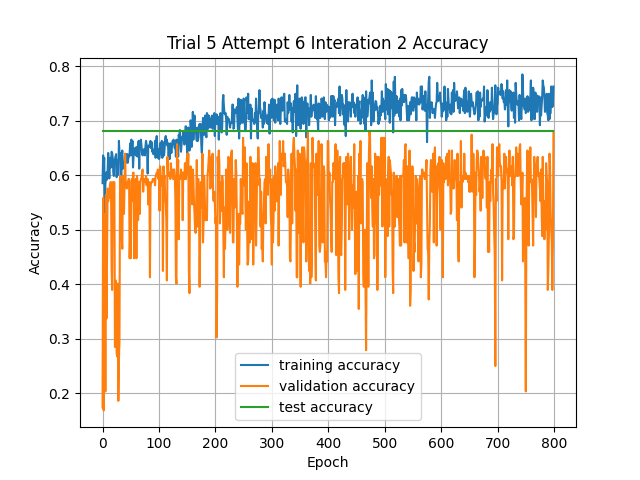 Trial 5 Attempt 6 Interation 2 Accuracy
0.8
0.7
0.6
0.5
0.4
0.3
0.2
Accuracy
training accuracy
validation accuracy
test accuracy
0 100 200 300 400 500 600 700 800
Epoch